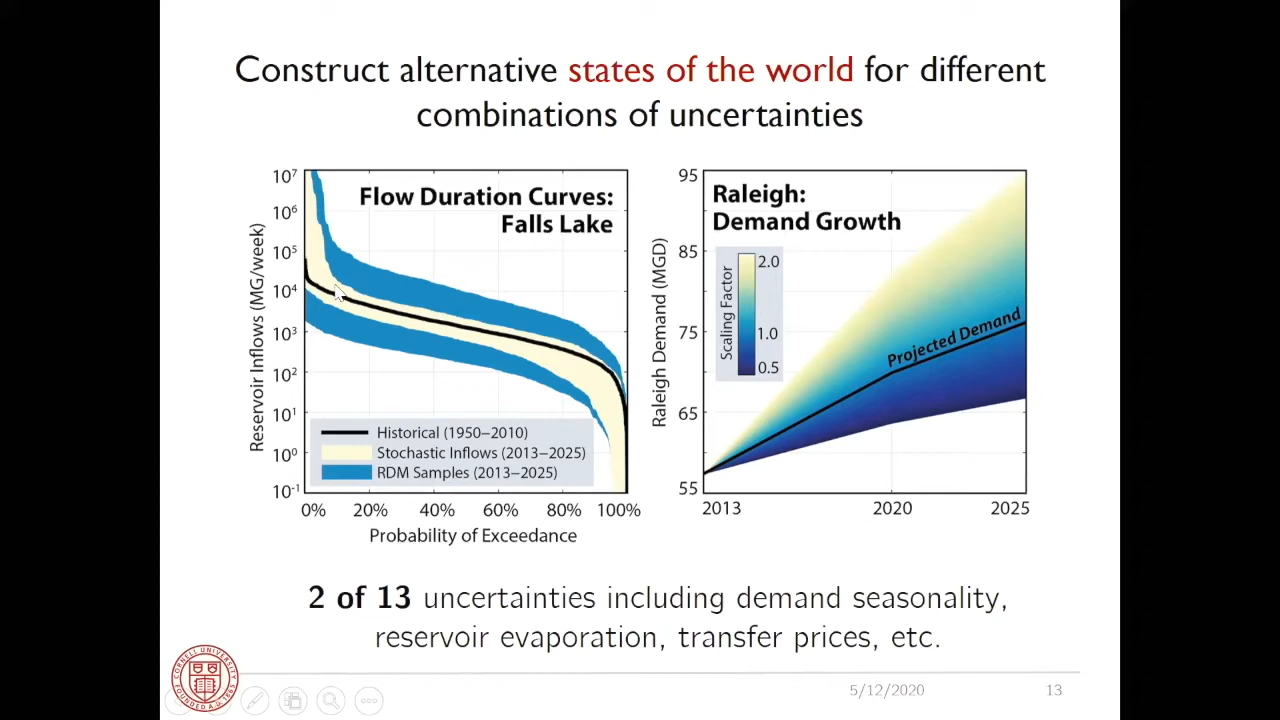 Construct alternative states of the world for different
combinations of uncertainties
Flow Duration Curves:
Falls Lake
Reservoir Inflows (MG/week)
10⁷
10⁶
10⁵
10⁴
10³
10²
10¹
10⁰
10⁻¹
Historical (1950–2010)
Stochastic Inflows (2013–2025)
RDM Samples (2013–2025)
0% 20% 40% 60% 80% 100%
Probability of Exceedance
Raleigh:
Demand Growth
Raleigh Demand (MGD)
95
85
75
65
55
Scaling Factor
2.0
1.0
0.5
Projected Demand
2013 2020 2025
2 of 13 uncertainties including demand seasonality,
reservoir evaporation, transfer prices, etc.
CORNELL UNIVERSITY
FOUNDED A.D. 1865
5/12/2020 13